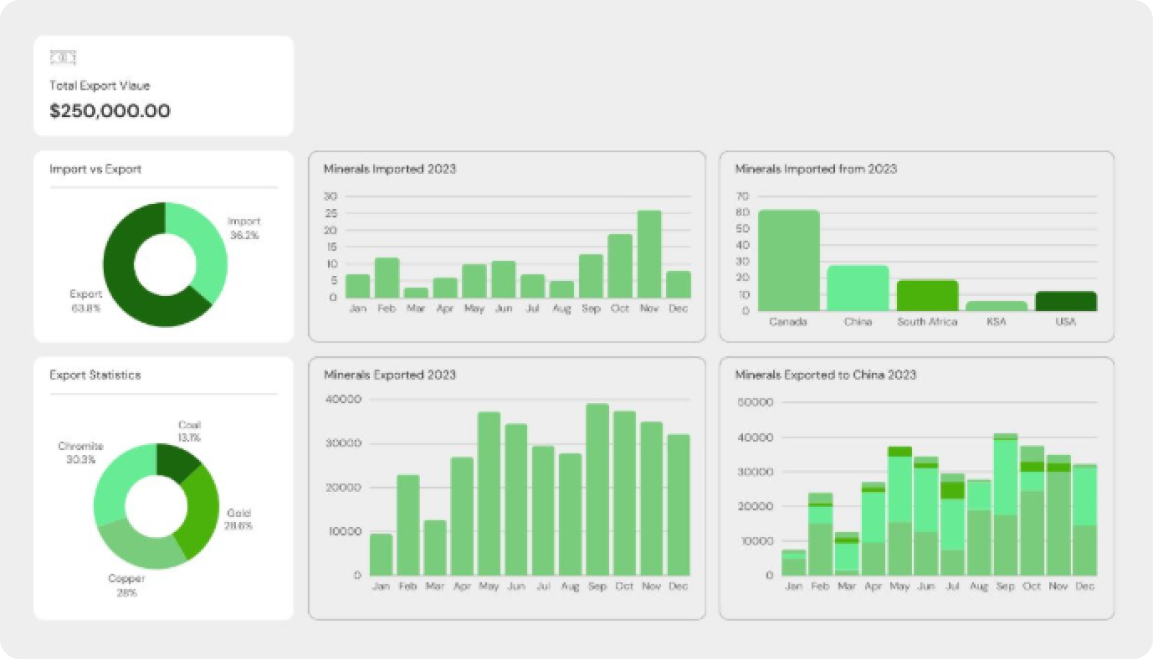 Total Export Vlaue
$250,000.00
Import vs Export
Import
36.2%
Export
63.8%
Minerals Imported 2023
30
25
20
15
10
5
0
Jan Feb Mar Apr May Jun Jul Aug Sep Oct Nov Dec
Minerals Imported from 2023
70
60
50
40
30
20
10
0
Canada China South Africa KSA USA
Export Statistics
Coal
13.1%
Chromite
30.3%
Gold
28.6%
Copper
28%
Minerals Exported 2023
40000
30000
20000
10000
0
Jan Feb Mar Apr May Jun Jul Aug Sep Oct Nov Dec
Minerals Exported to China 2023
50000
40000
30000
20000
10000
0
Jan Feb Mar Apr May Jun Jul Aug Sep Oct Nov Dec